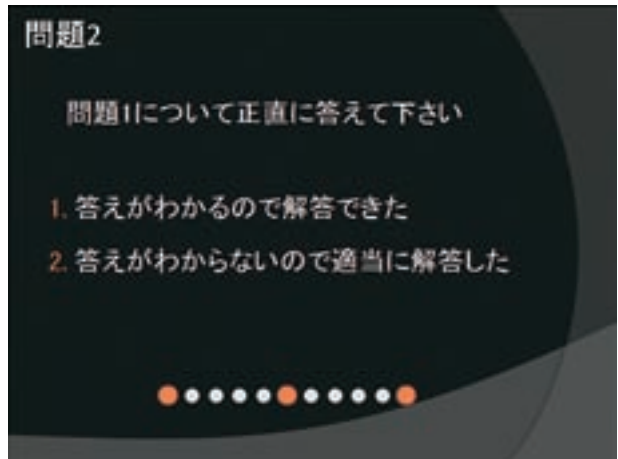 問題2
問題1について正直に答えて下さい
1. 答えがわかるので解答できた
2. 答えがわからないので適当に解答した